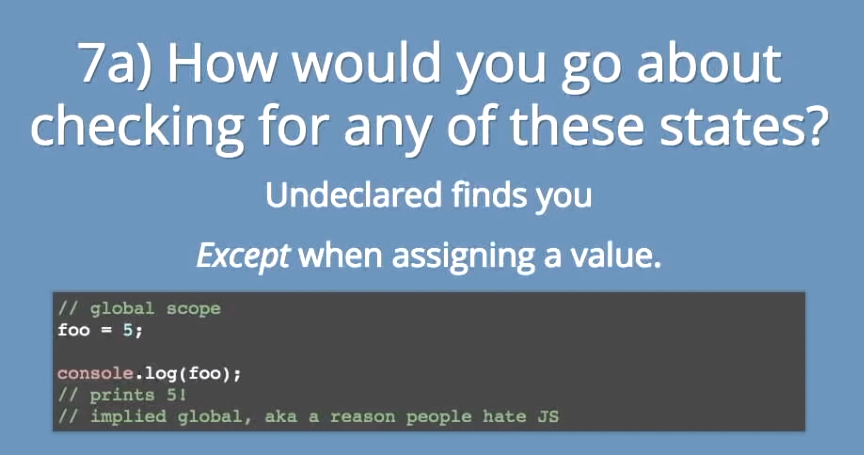 7a) How would you go about
checking for any of these states?
Undeclared finds you
Except when assigning a value.
// global scope
foo = 5;
console.log(foo);
// prints 5!
// implied global, aka a reason people hate JS